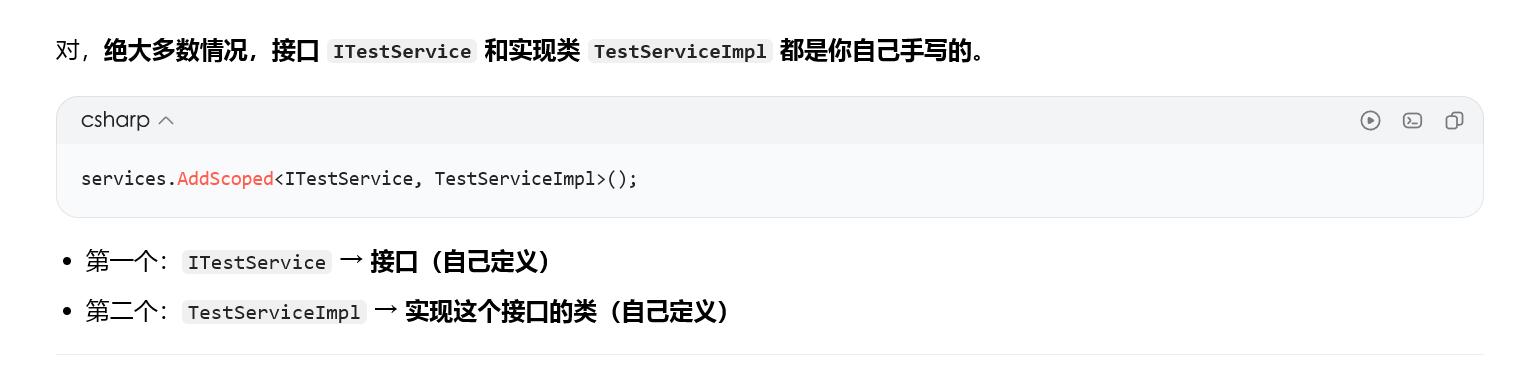 对，绝大多数情况，接口 ITestService 和实现类 TestServiceImpl 都是你自己手写的。
csharp
services.AddScoped<ITestService, TestServiceImpl>();
第一个：ITestService → 接口（自己定义）
第二个：TestServiceImpl → 实现这个接口的类（自己定义）